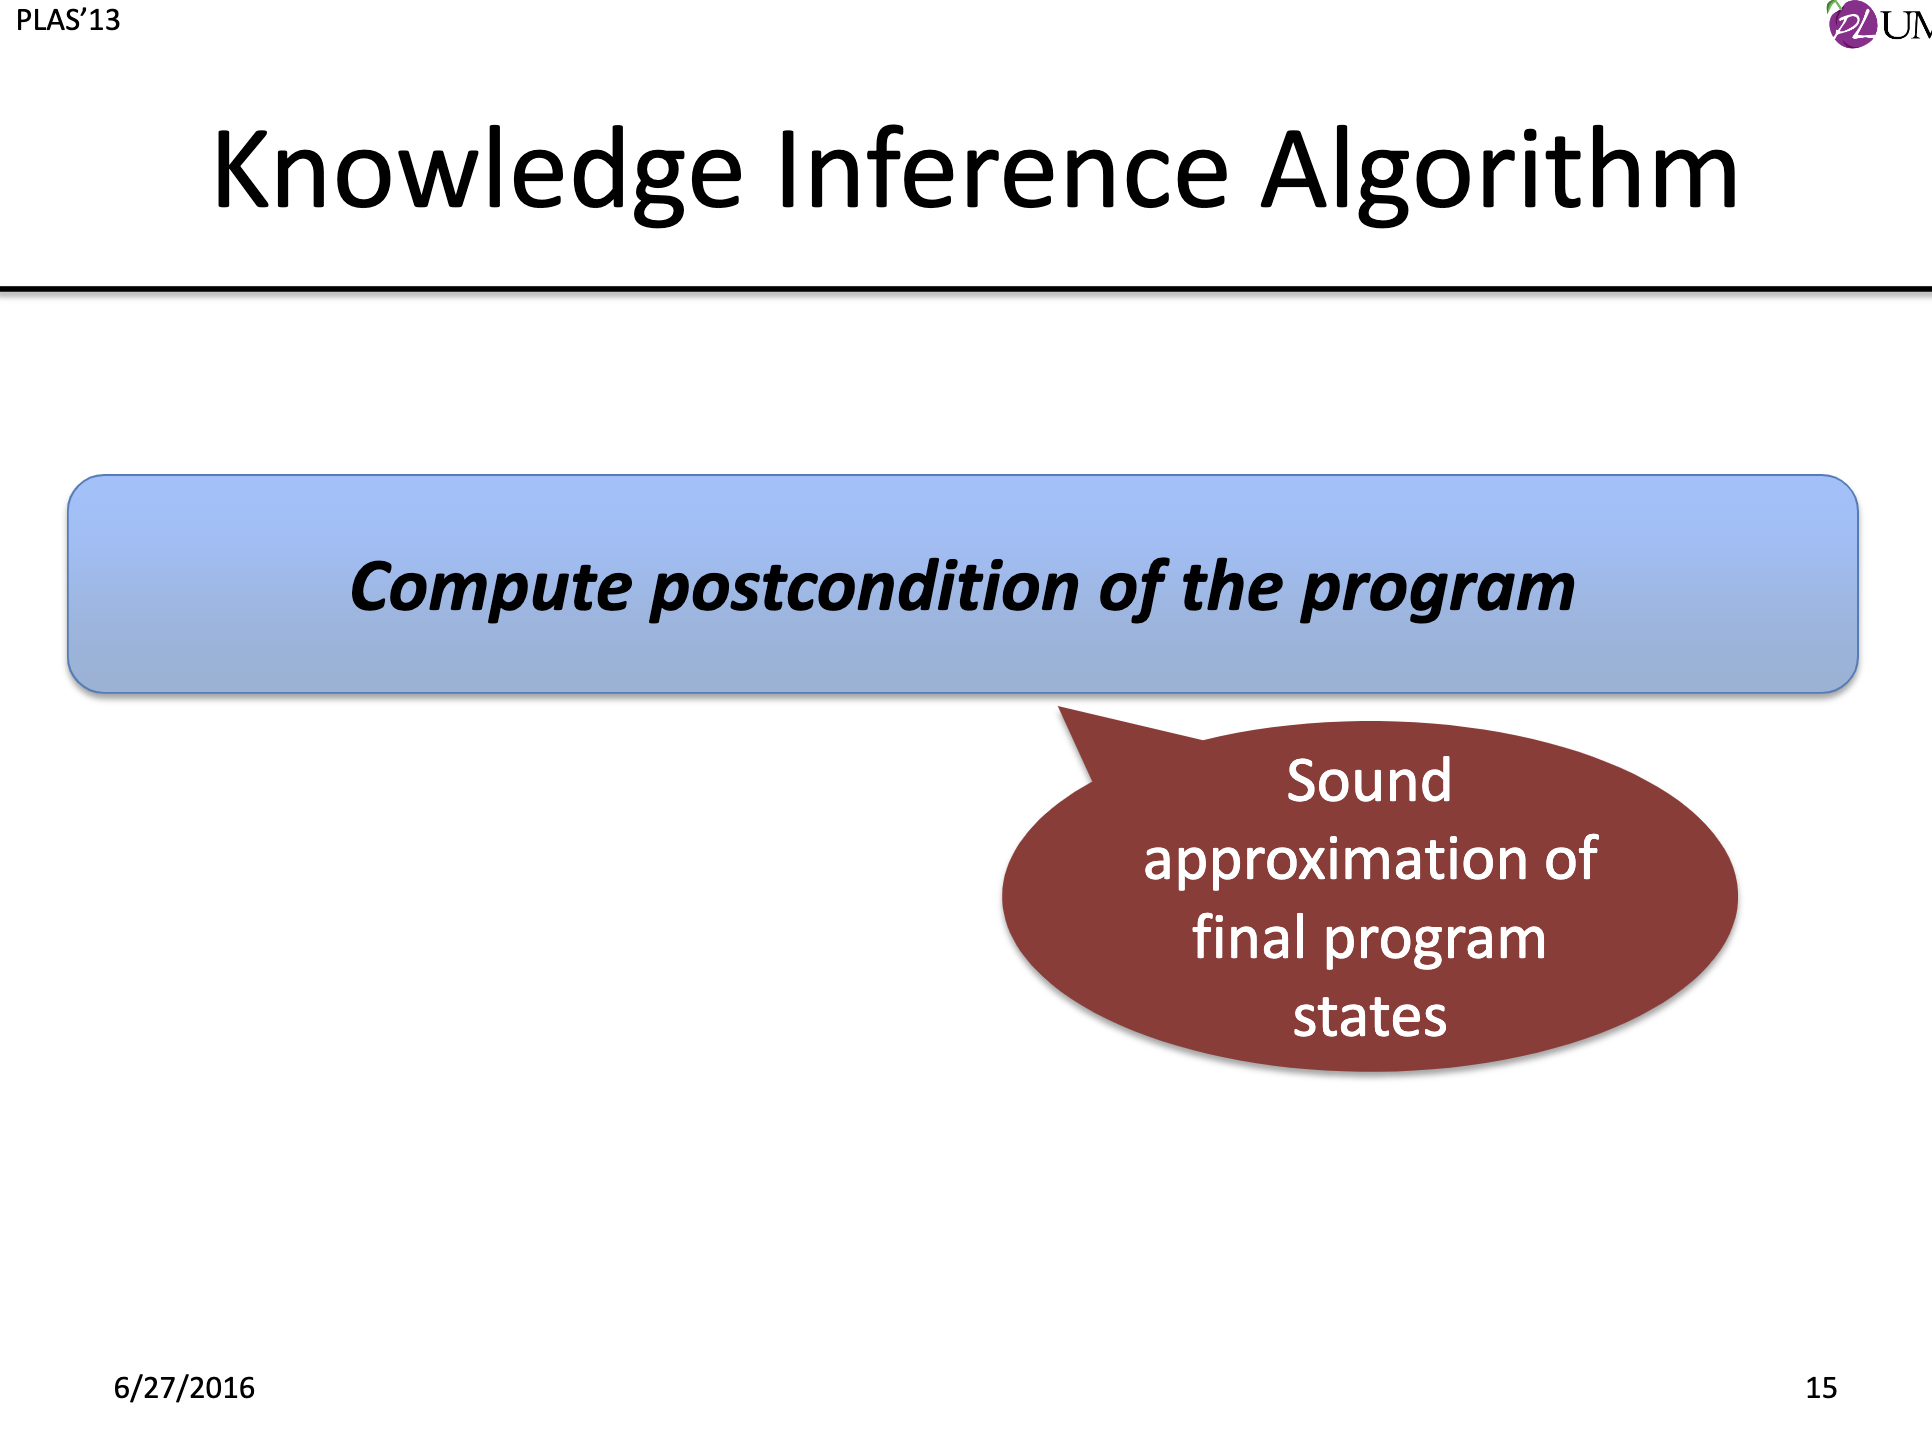 PLAS’13
PL
Knowledge Inference Algorithm
Compute postcondition of the program
Sound
approximation of
final program
states
6/27/2016
15